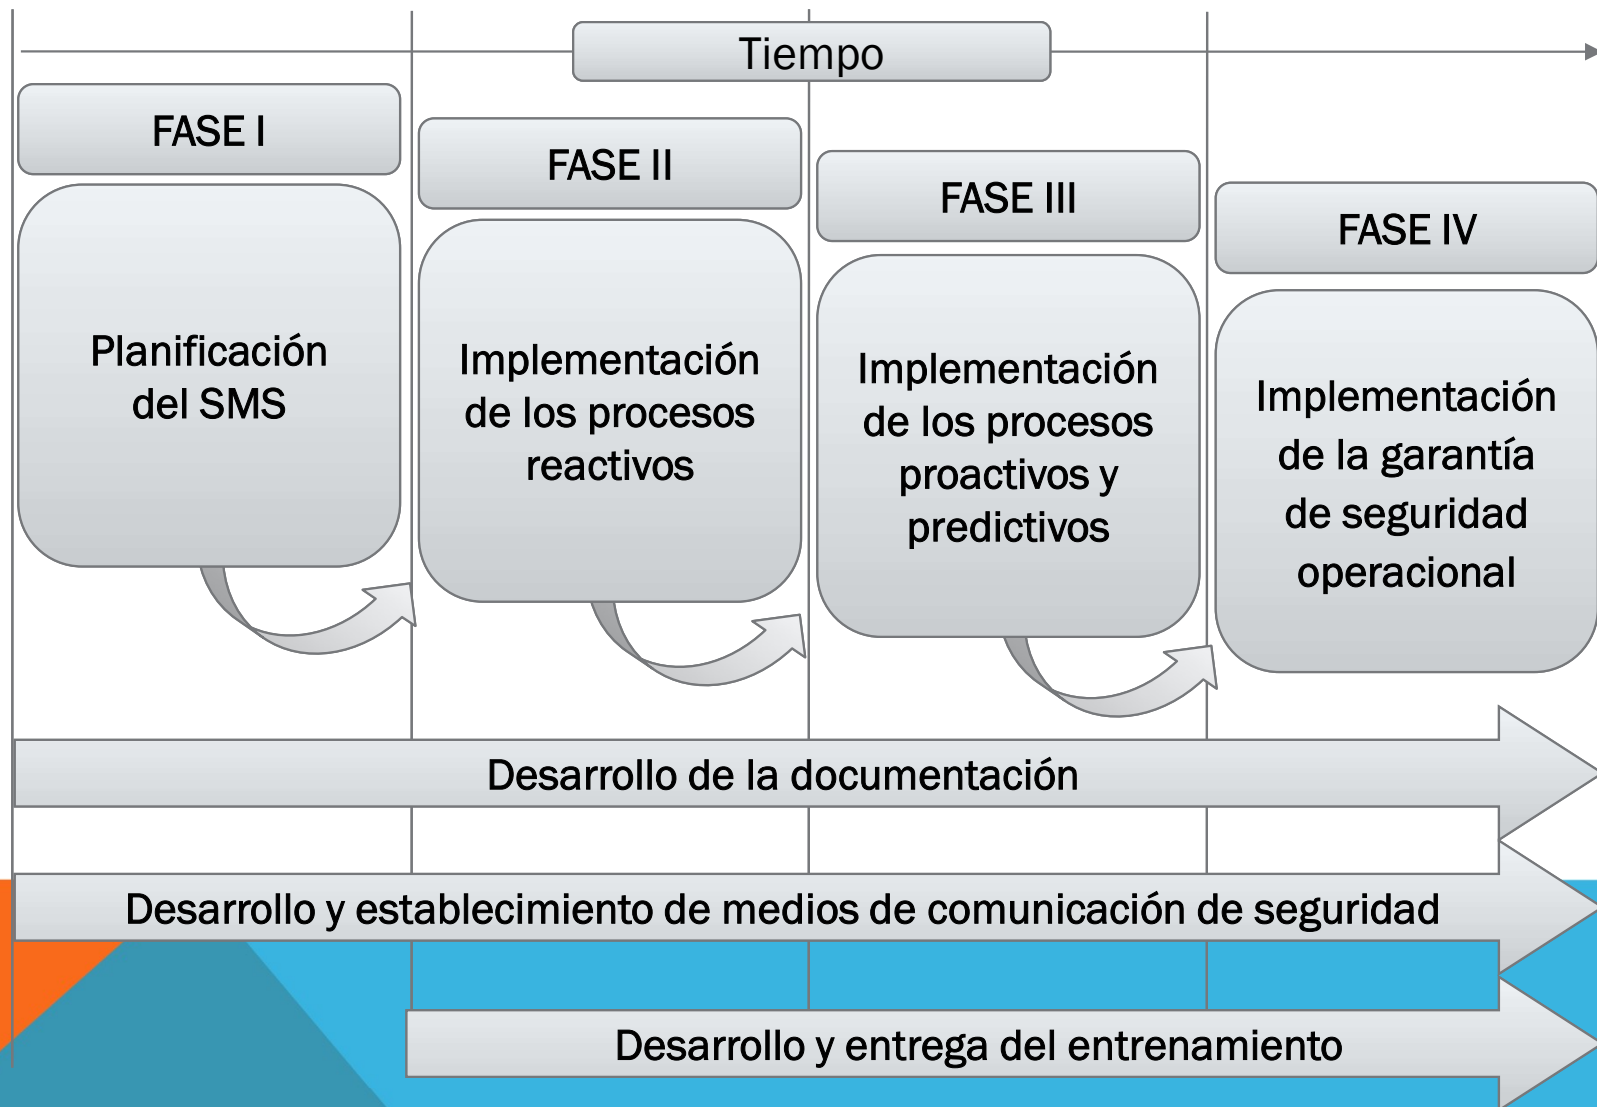 Tiempo
FASE I
FASE II
FASE III
FASE IV
Planificación
del SMS
Implementación
de los procesos
reactivos
Implementación
de los procesos
proactivos y
predictivos
Implementación
de la garantía
de seguridad
operacional
Desarrollo de la documentación
Desarrollo y establecimiento de medios de comunicación de seguridad
Desarrollo y entrega del entrenamiento